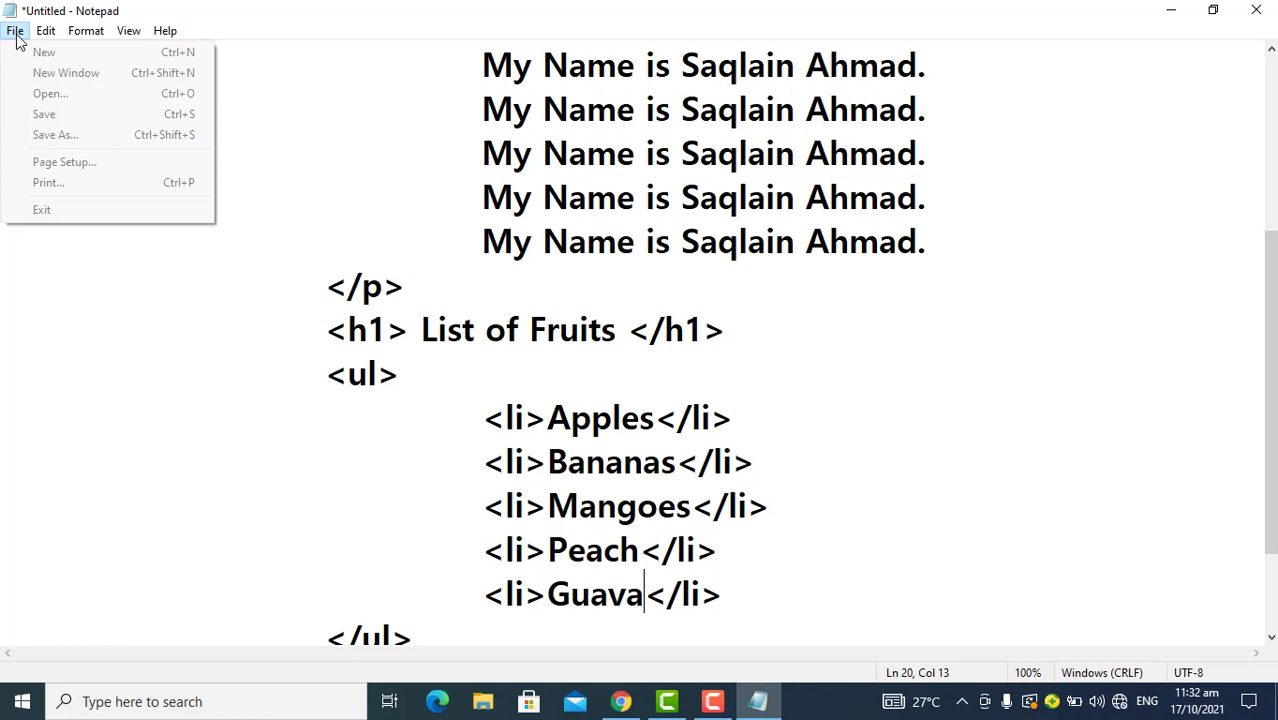 *Untitled - Notepad
File Edit Format View Help
New Ctrl+N
New Window Ctrl+Shift+N
Open... Ctrl+O
Save Ctrl+S
Save As... Ctrl+Shift+S
Page Setup...
Print... Ctrl+P
Exit
My Name is Saqlain Ahmad.
My Name is Saqlain Ahmad.
My Name is Saqlain Ahmad.
My Name is Saqlain Ahmad.
My Name is Saqlain Ahmad.
</p>
<h1> List of Fruits </h1>
<ul>
<li>Apples</li>
<li>Bananas</li>
<li>Mangoes</li>
<li>Peach</li>
<li>Guava</li>
</ul>
Ln 20, Col 13 100% Windows (CRLF) UTF-8
Type here to search
27°C ENG
11:32 am
17/10/2021